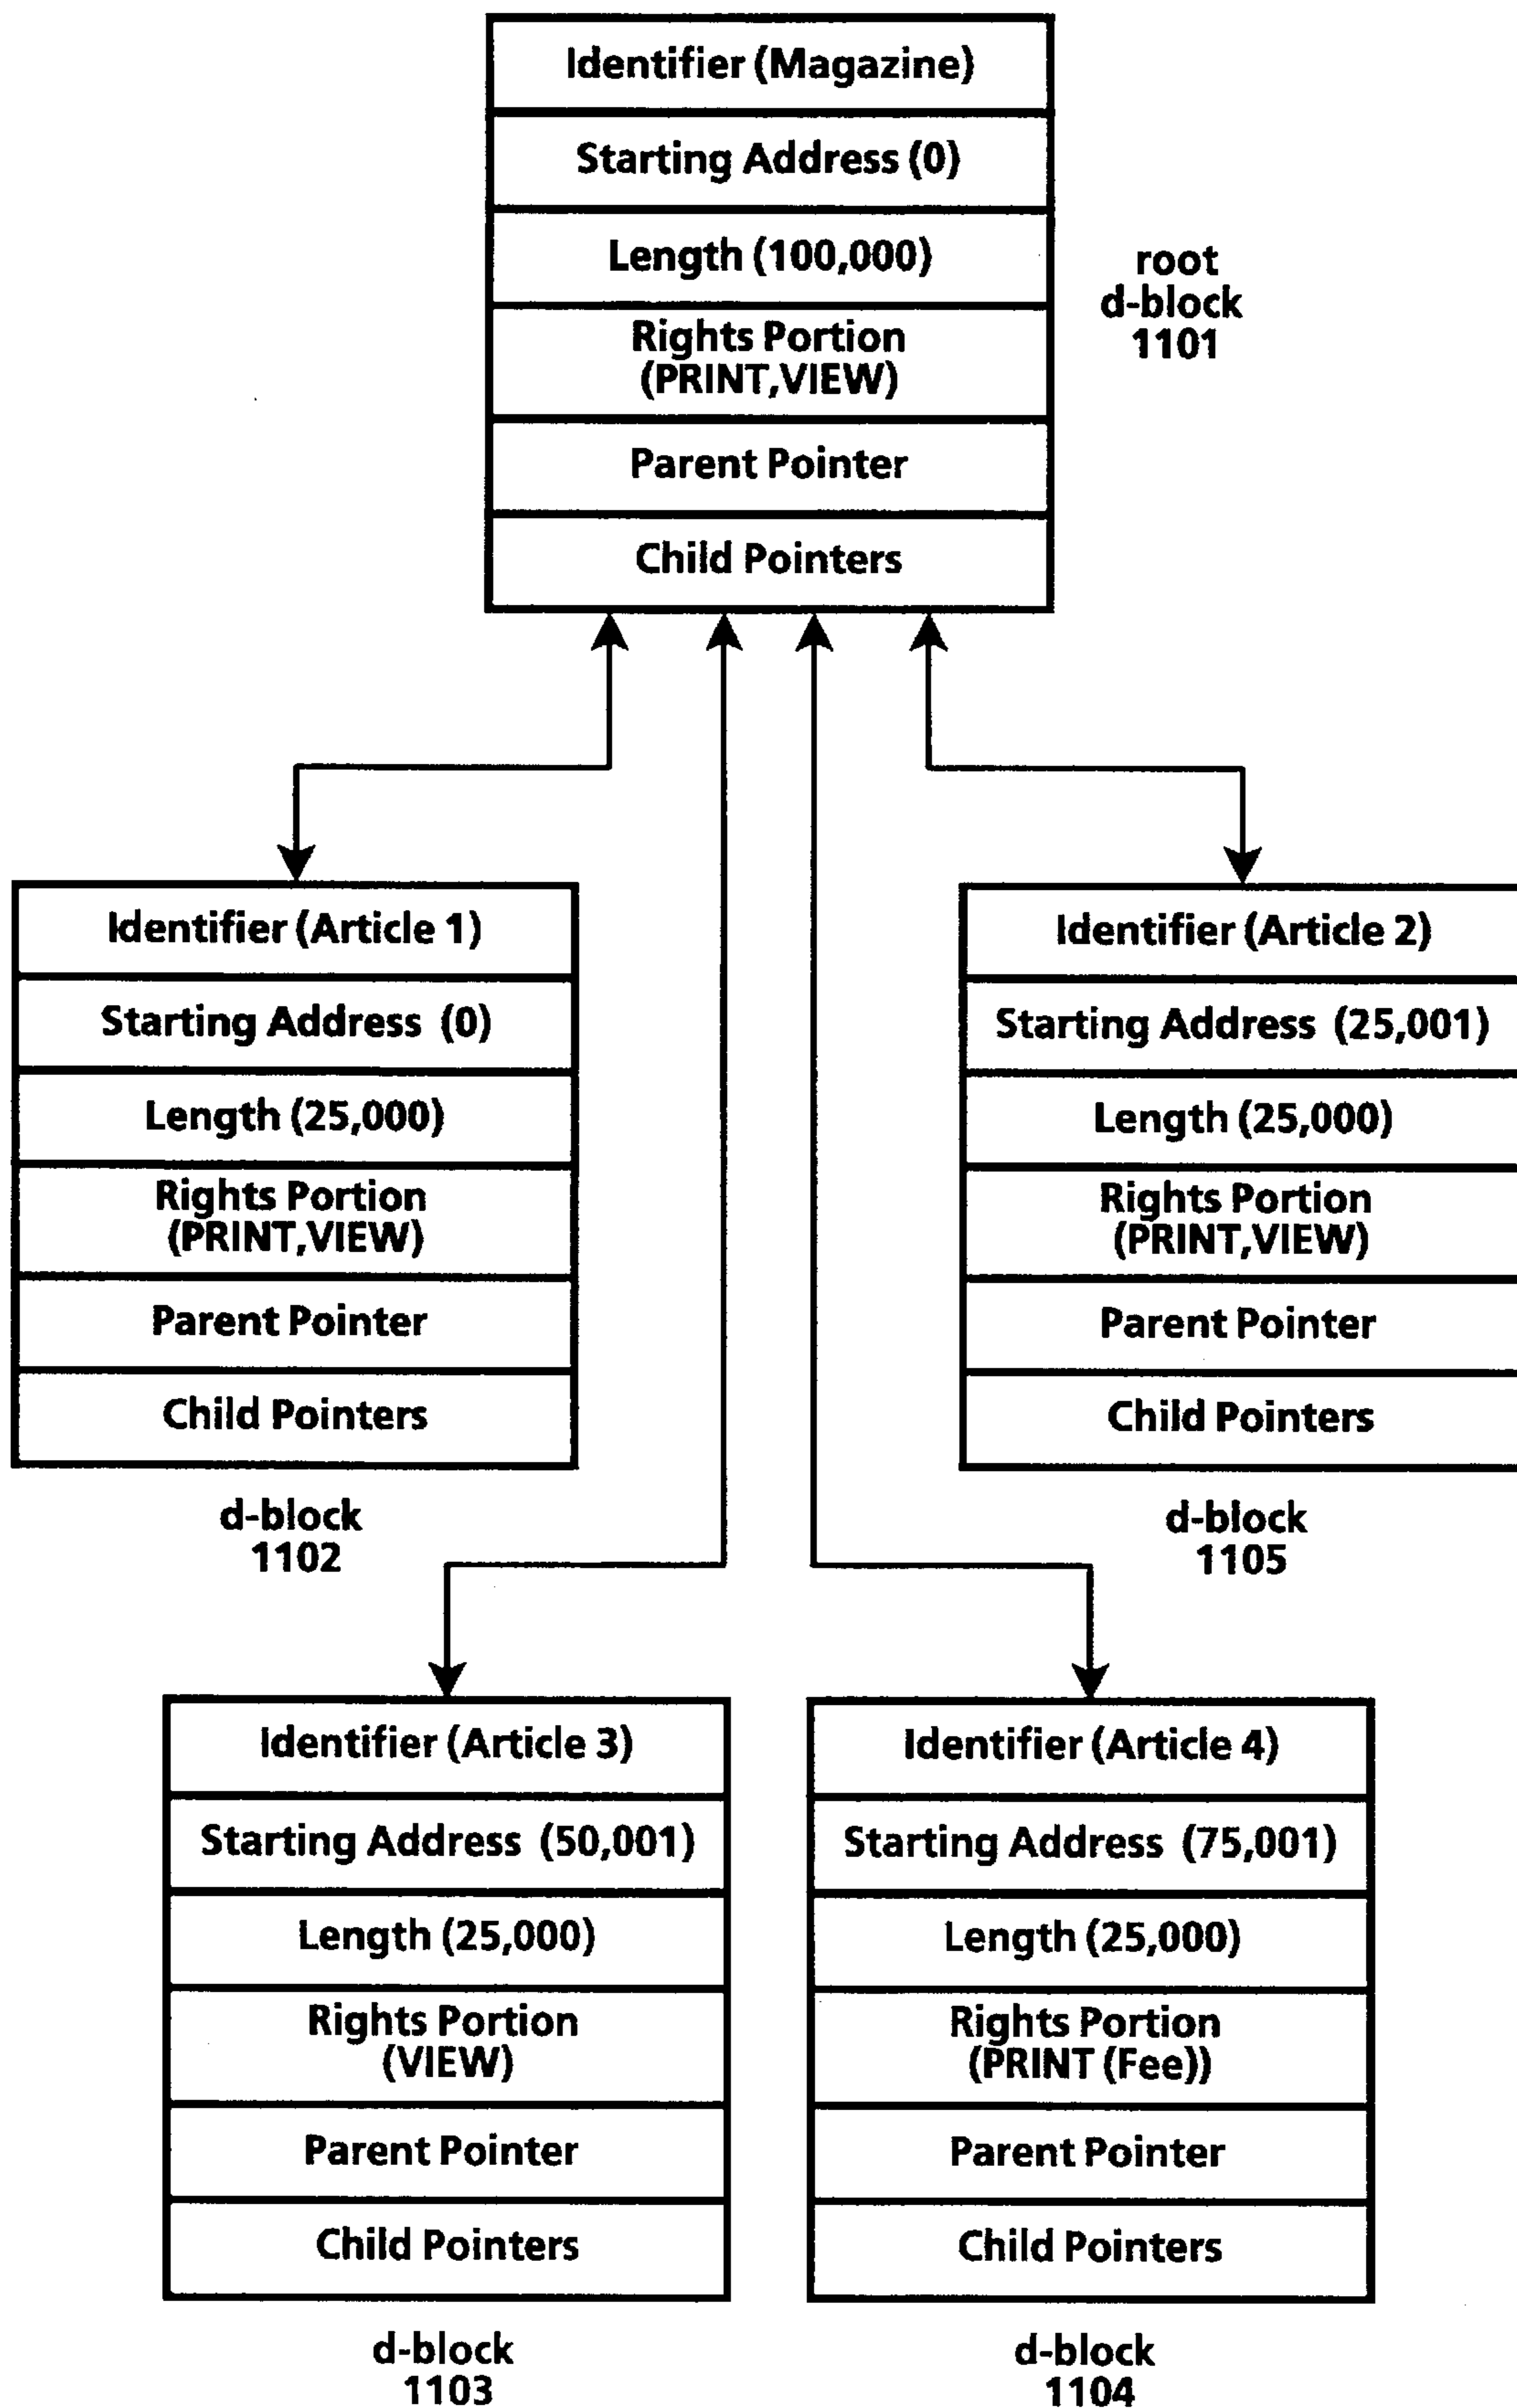 Identifier (Magazine)
Starting Address (0)
Length (100,000)
Rights Portion
(PRINT,VIEW)
Parent Pointer
Child Pointers
root
d-block
1101
Identifier (Article 1)
Starting Address (0)
Length (25,000)
Rights Portion
(PRINT,VIEW)
Parent Pointer
Child Pointers
d-block
1102
Identifier (Article 2)
Starting Address (25,001)
Length (25,000)
Rights Portion
(PRINT,VIEW)
Parent Pointer
Child Pointers
d-block
1105
Identifier (Article 3)
Starting Address (50,001)
Length (25,000)
Rights Portion
(VIEW)
Parent Pointer
Child Pointers
d-block
1103
Identifier (Article 4)
Starting Address (75,001)
Length (25,000)
Rights Portion
(PRINT (Fee))
Parent Pointer
Child Pointers
d-block
1104